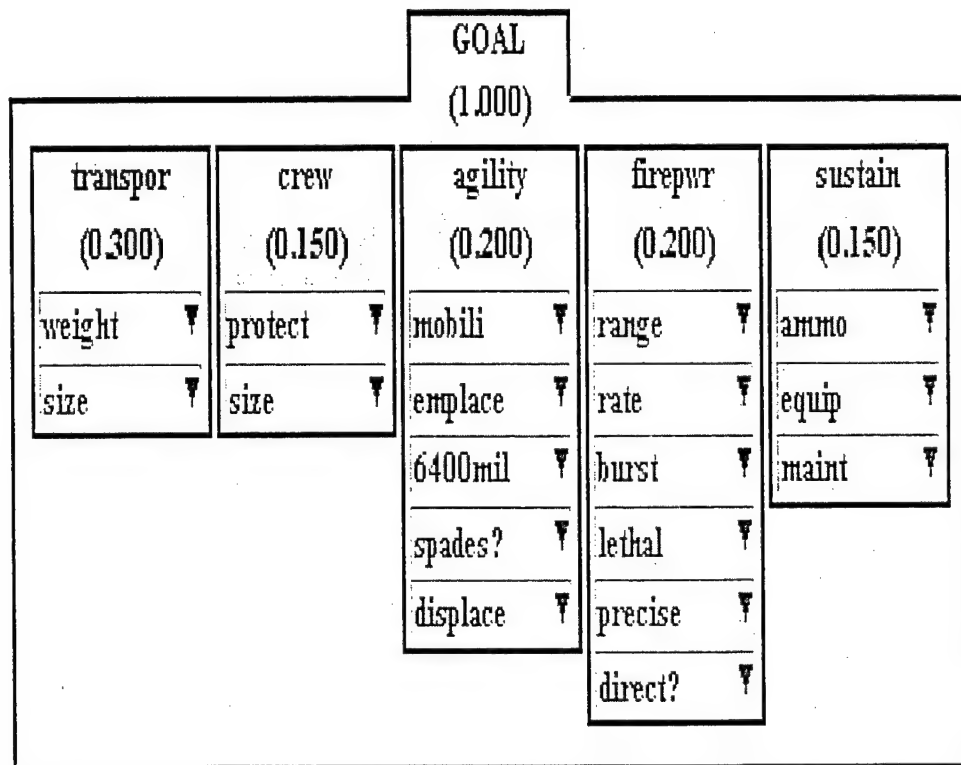 GOAL
(1.000)
transpor
(0.300)
weight
size
crew
(0.150)
protect
size
agility
(0.200)
mobili
emplace
6400mil
spades?
displace
firepwr
(0.200)
range
rate
burst
lethal
precise
direct?
sustain
(0.150)
ammo
equip
maint